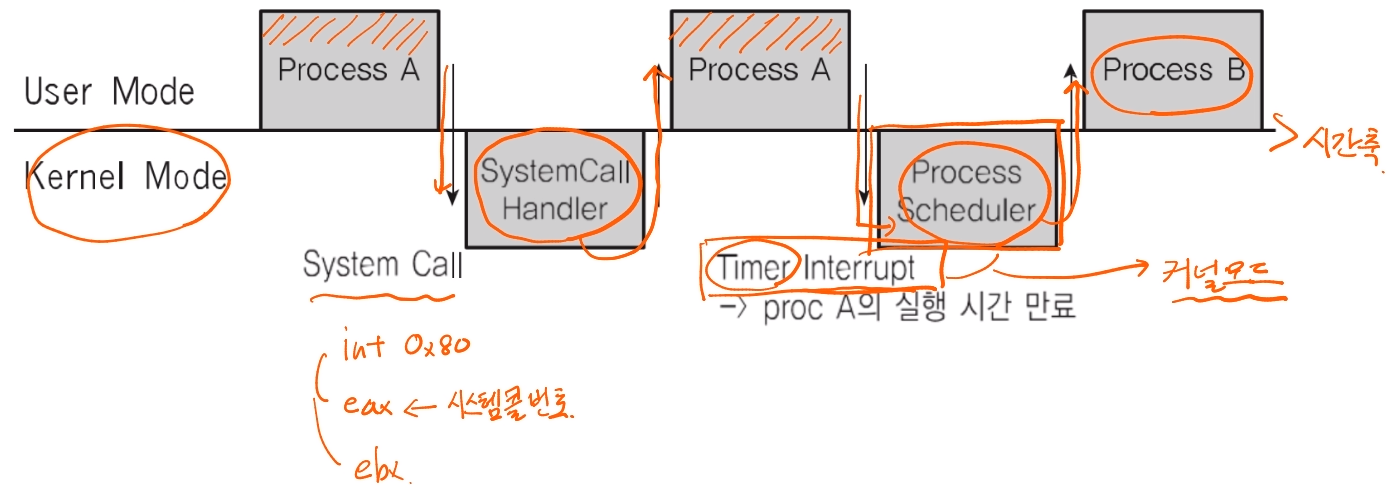 Process A
Process A
Process B
User Mode
시간축
Kernel Mode
SystemCall
Handler
Process
Scheduler
System Call
Timer Interrupt
커널모드
-> proc A의 실행 시간 만료
int 0x80
eax ← 시스템콜번호
ebx